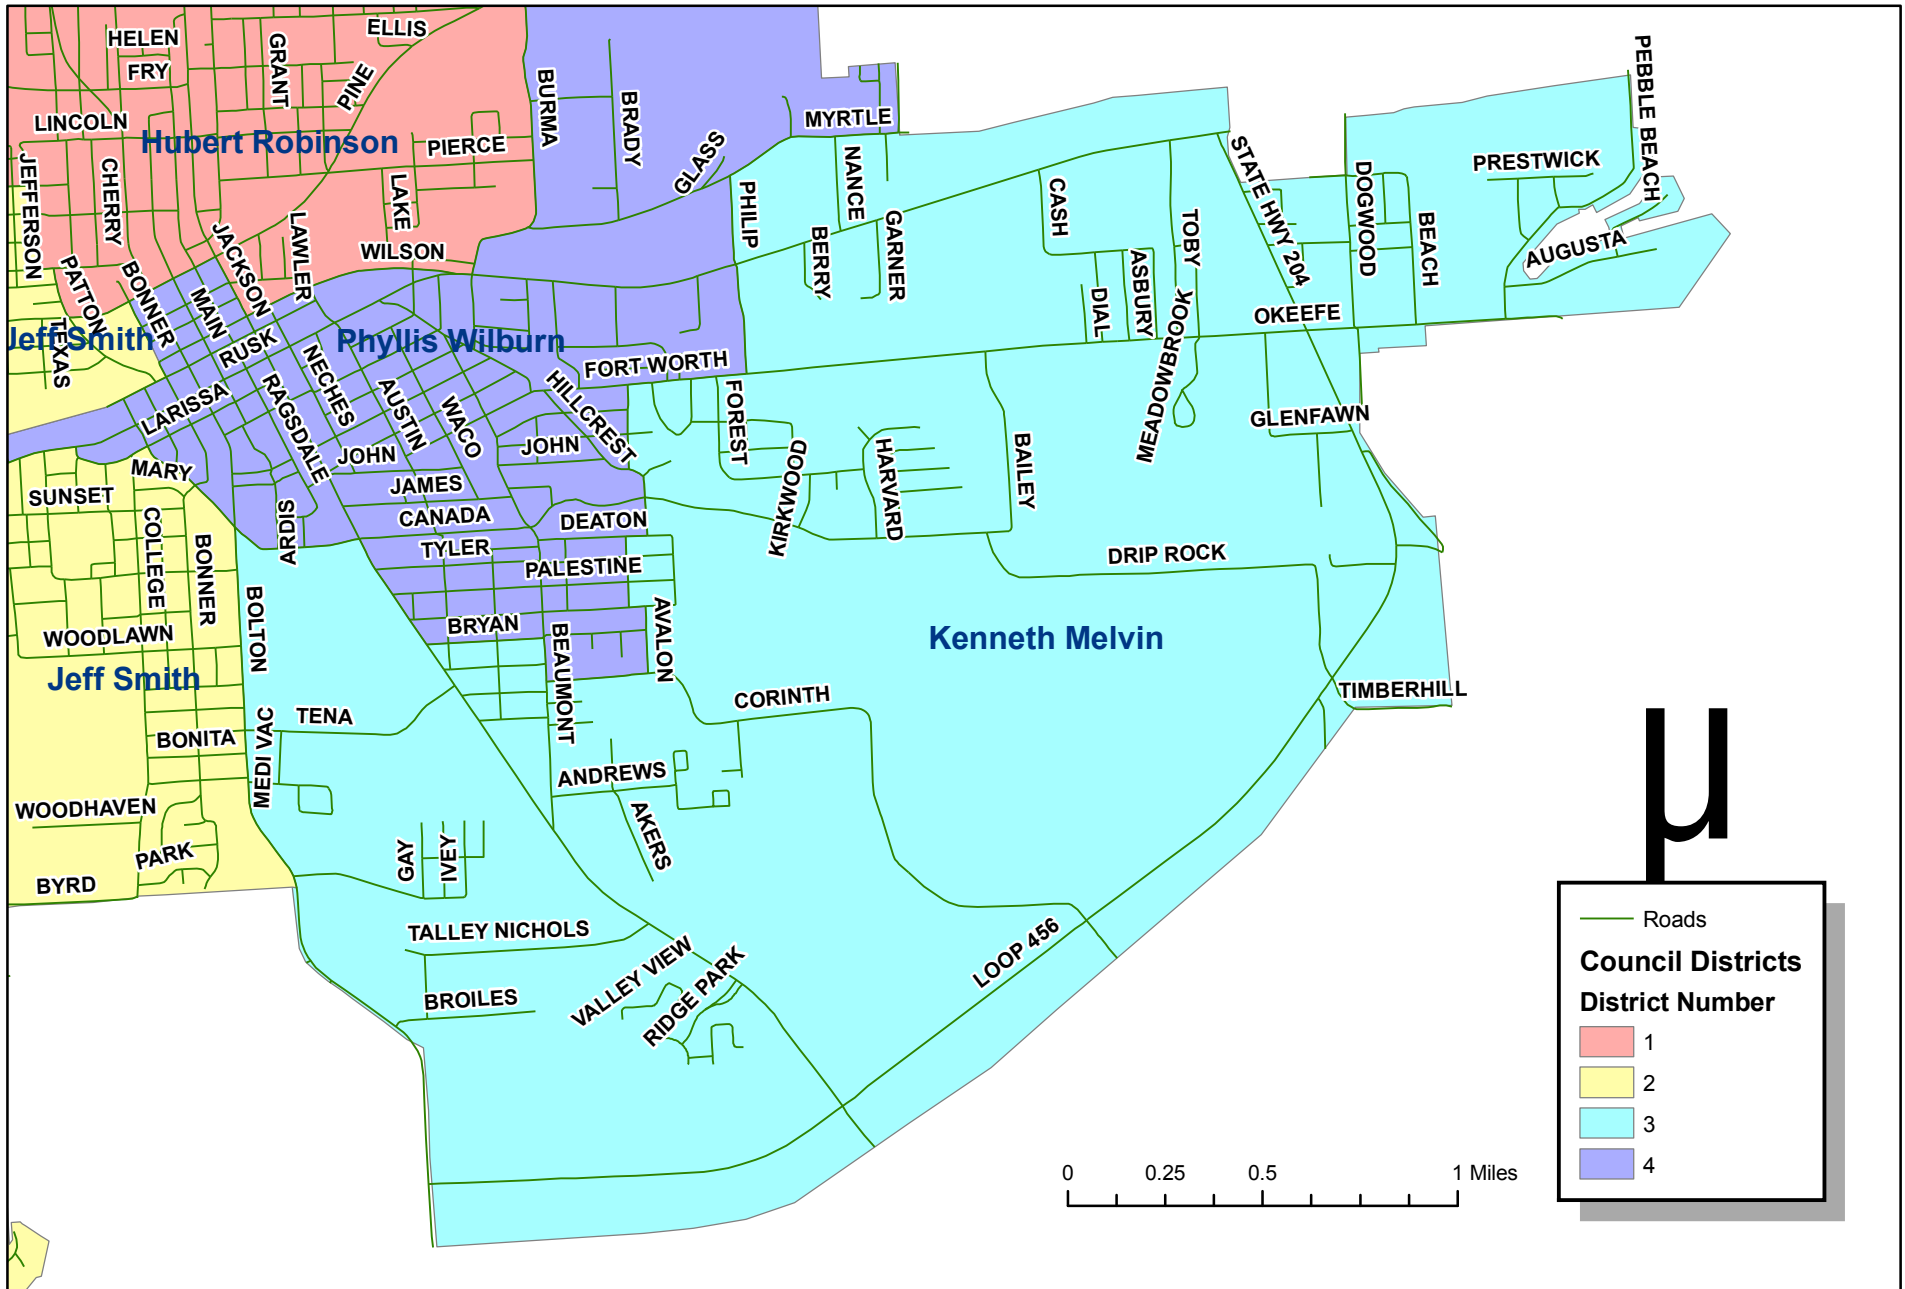 HELEN
ELLIS
FRY
GRANT
PINE
LINCOLN
Hubert Robinson
PIERCE
BURMA
BRADY
GLASS
MYRTLE
JEFFERSON
CHERRY
LAKE
PATTON
BONNER
JACKSON
LAWLER
WILSON
PHILIP
NANCE
BERRY
GARNER
CASH
TOBY
ASBURY
DIAL
MEADOWBROOK
STATE HWY 204
DOGWOOD
BEACH
PRESTWICK
PEBBLE BEACH
AUGUSTA
OKEEFE
Jeff Smith
TEXAS
MAIN
RUSK
Phyllis Wilburn
NECHES
LARISSA
RAGSDALE
AUSTIN
WACO
HILLCREST
FORT WORTH
FOREST
GLENFAWN
JOHN
JOHN
MARY
SUNSET
JAMES
CANADA
ARDIS
TYLER
DEATON
PALESTINE
KIRKWOOD
HARVARD
BAILEY
DRIP ROCK
COLLEGE
BONNER
BOLTON
WOODLAWN
BRYAN
BEAUMONT
AVALON
Kenneth Melvin
Jeff Smith
TENA
BONITA
MEDI VAC
CORINTH
TIMBERHILL
ANDREWS
AKERS
WOODHAVEN
PARK
BYRD
GAY
IVEY
TALLEY NICHOLS
BROILES
VALLEY VIEW
RIDGE PARK
LOOP 456
µ
Roads
Council Districts
District Number
1
2
3
4
0 0.25 0.5 1 Miles